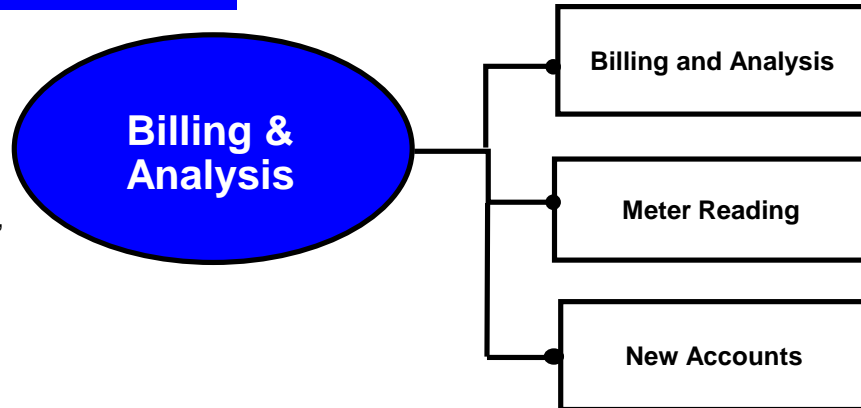 Billing and Analysis
Billing &
Analysis
Meter Reading
,
New Accounts